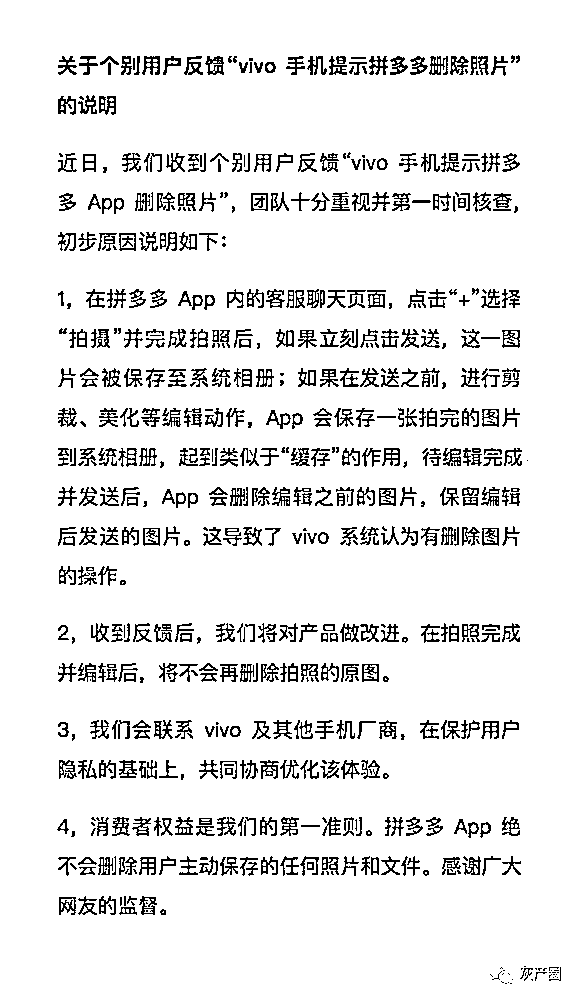 关于个别用户反馈“vivo 手机提示拼多多删除照片”
的说明
近日，我们收到个别用户反馈“vivo 手机提示拼多
多 App 删除照片”，团队十分重视并第一时间核查，
初步原因说明如下：
1，在拼多多 App 内的客服聊天页面，点击“+”选择
“拍摄”并完成拍照后，如果立刻点击发送，这一图
片会被保存至系统相册；如果在发送之前，进行剪
裁、美化等编辑动作，App 会保存一张拍完的图片
到系统相册，起到类似于“缓存”的作用，待编辑完成
并发送后，App 会删除编辑之前的图片，保留编辑
后发送的图片。这导致了 vivo 系统认为有删除图片
的操作。
2，收到反馈后，我们将对产品做改进。在拍照完成
并编辑后，将不会再删除拍照的原图。
3，我们会联系 vivo 及其他手机厂商，在保护用户
隐私的基础上，共同协商优化该体验。
4，消费者权益是我们的第一准则。拼多多 App 绝
不会删除用户主动保存的任何照片和文件。感谢广大
网友的监督。
灰产圈